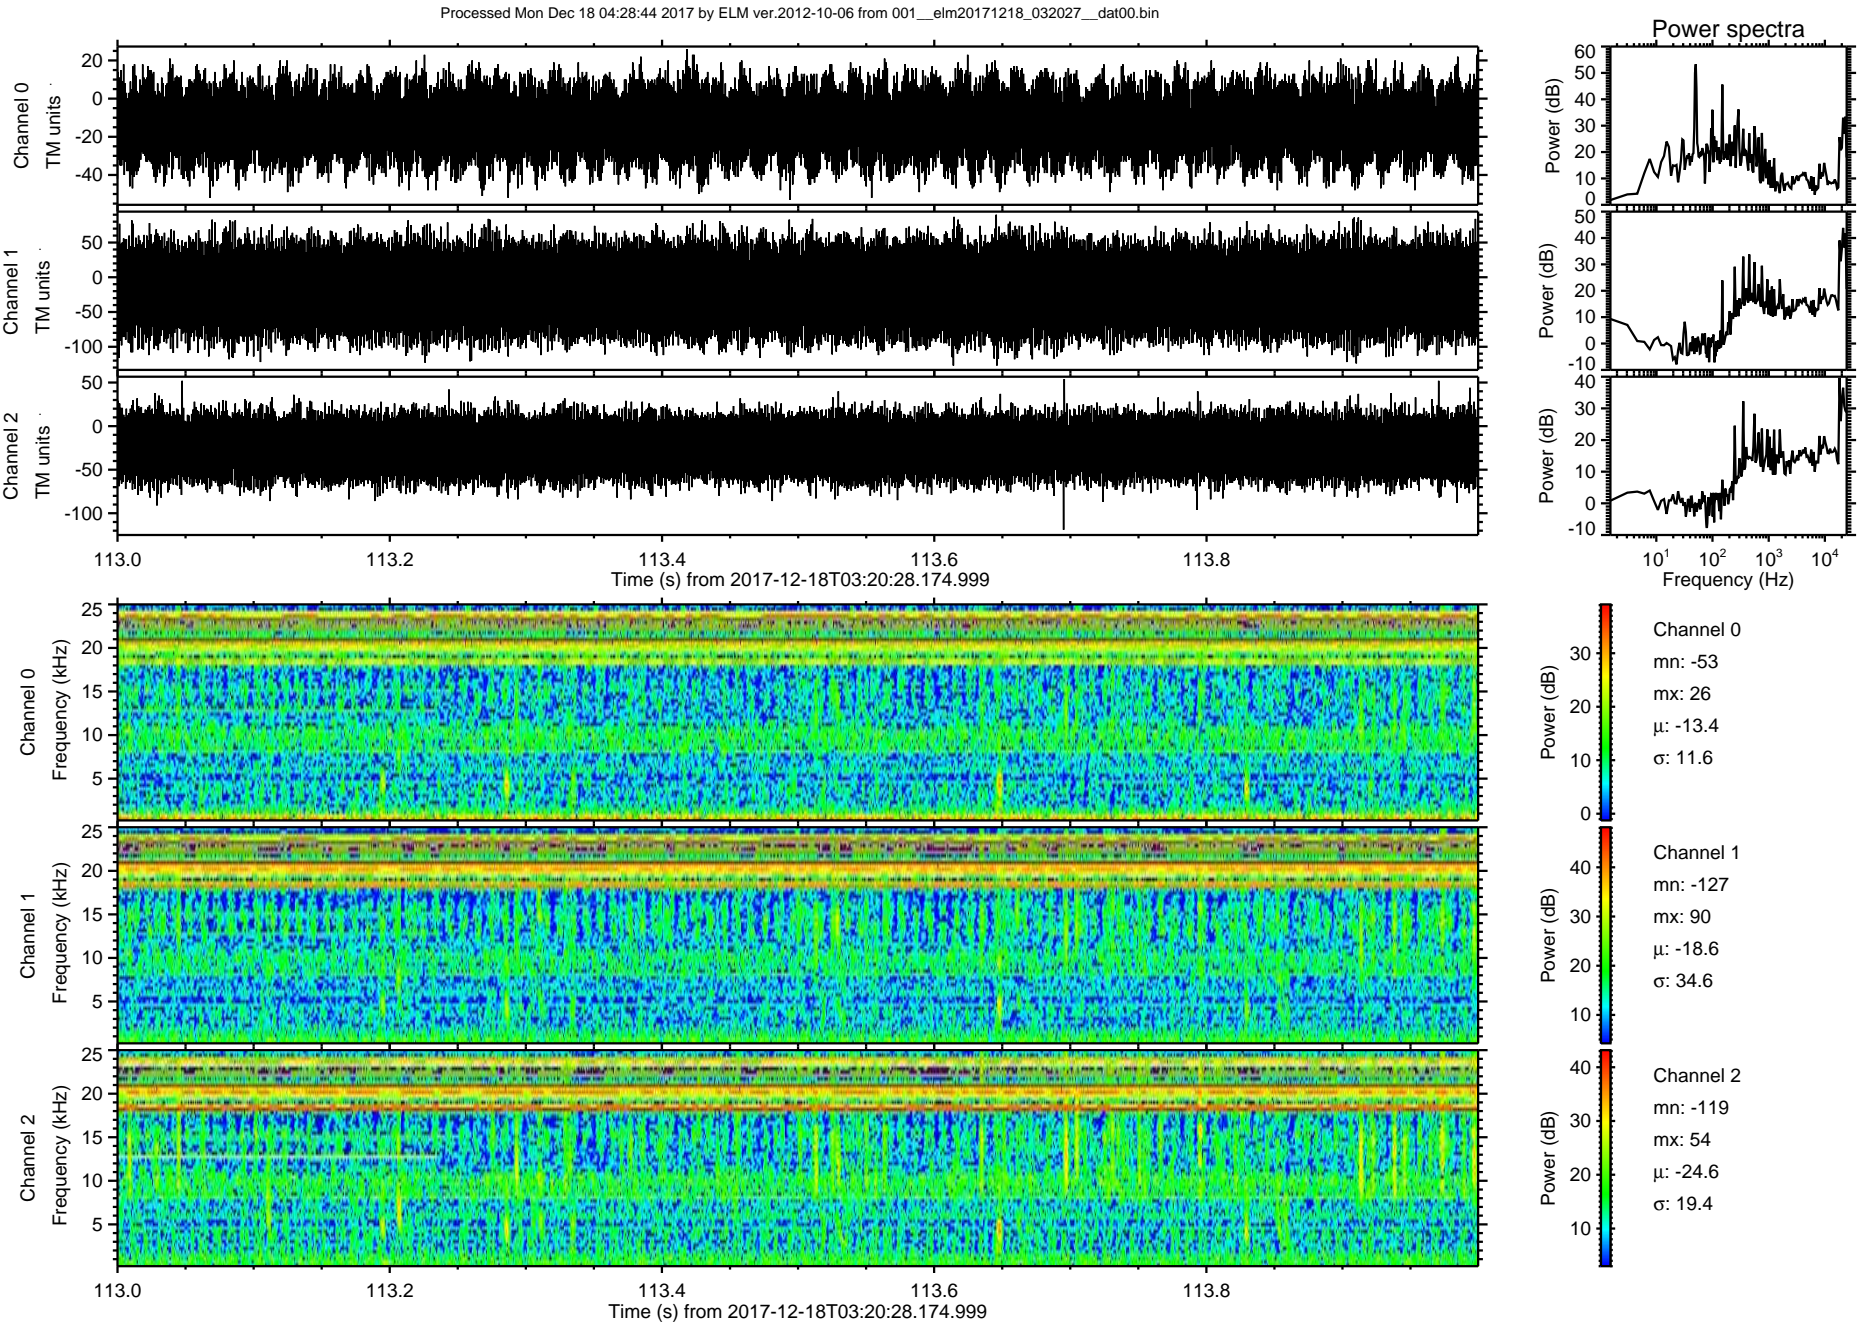 Processed Mon Dec 18 04:28:44 2017 by ELM ver.2012-10-06 from 001__elm20171218_032027__dat00.bin
Power spectra
Channel 0
TM units
20
0
-20
-40
Power (dB)
60
50
40
30
20
10
0
Channel 1
TM units
50
0
-50
-100
Power (dB)
50
40
30
20
10
0
-10
Channel 2
TM units
50
0
-50
-100
Power (dB)
40
30
20
10
0
-10
113.0 113.2 113.4 113.6 113.8
Time (s) from 2017-12-18T03:20:28.174.999
10^1 10^2 10^3 10^4
Frequency (Hz)
Channel 0
Frequency (kHz)
25
20
15
10
5
Power (dB)
30
20
10
0
Channel 0
mn: -53
mx: 26
μ: -13.4
σ: 11.6
Channel 1
Frequency (kHz)
25
20
15
10
5
Power (dB)
40
30
20
10
Channel 1
mn: -127
mx: 90
μ: -18.6
σ: 34.6
Channel 2
Frequency (kHz)
25
20
15
10
5
Power (dB)
40
30
20
10
Channel 2
mn: -119
mx: 54
μ: -24.6
σ: 19.4
113.0 113.2 113.4 113.6 113.8
Time (s) from 2017-12-18T03:20:28.174.999